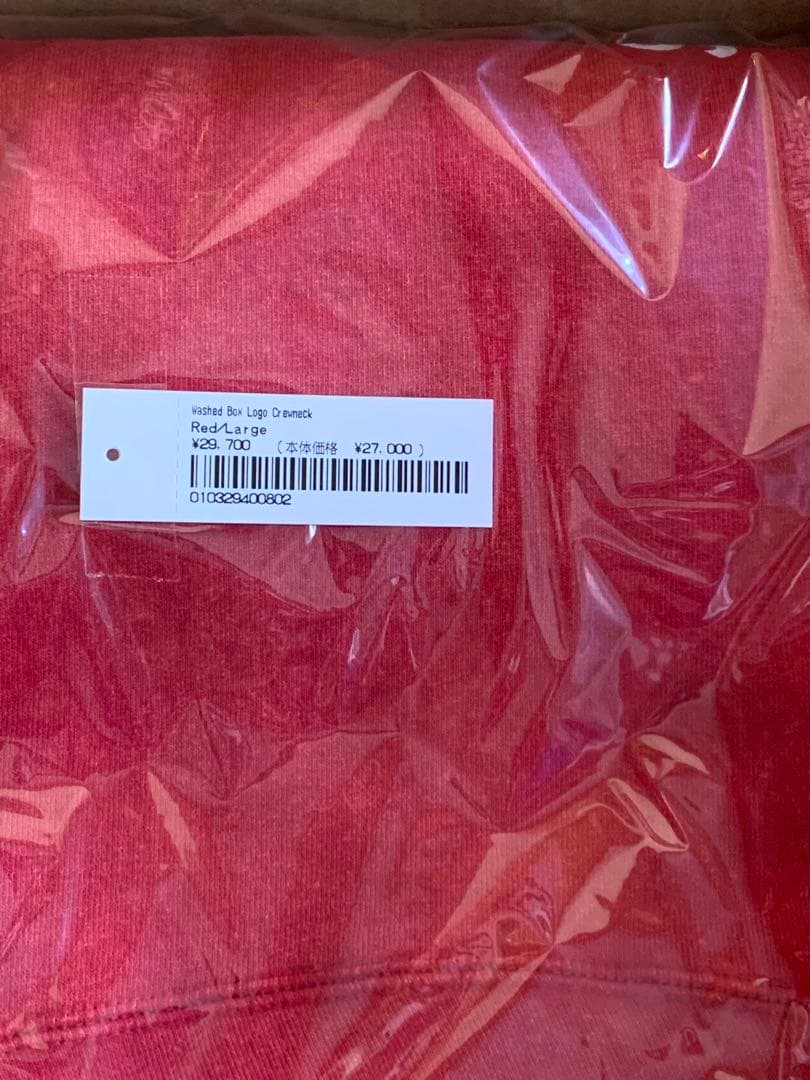 Washed Box Logo Crewneck
Red/Large
¥29.700 (本体価格 ¥27.000 )
010329400802